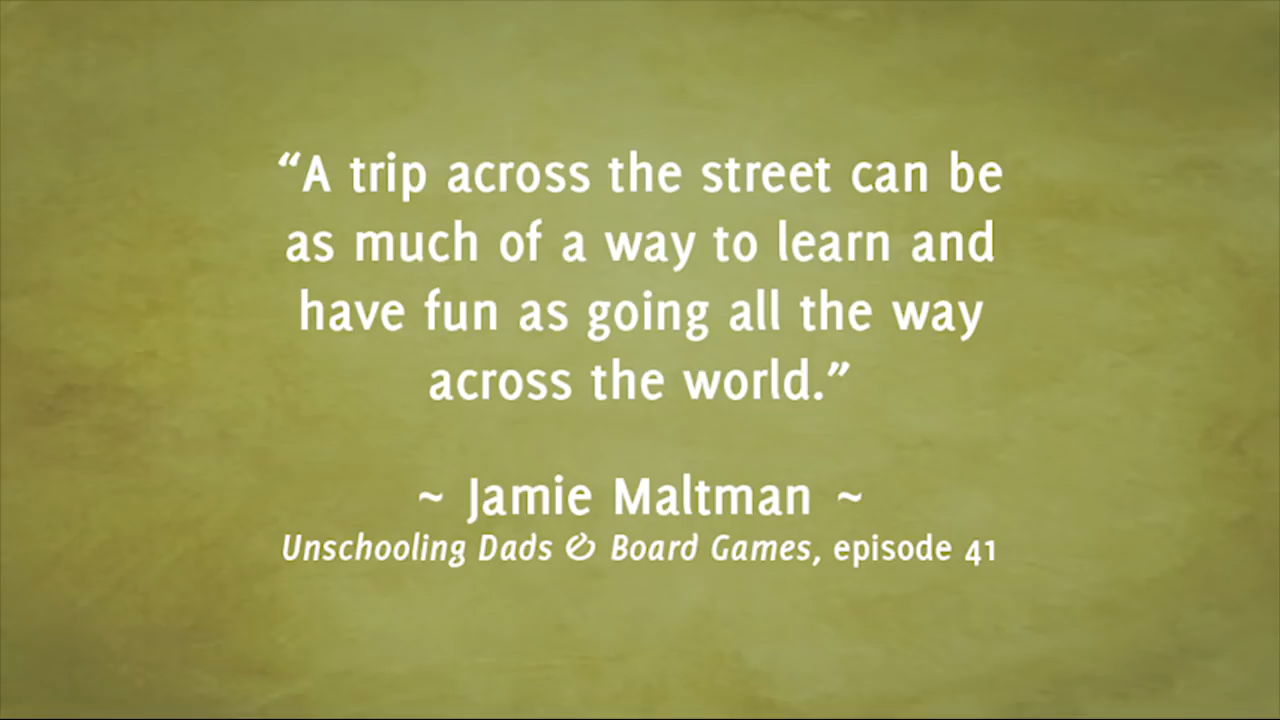 “A trip across the street can be
as much of a way to learn and
have fun as going all the way
across the world.”
~ Jamie Maltman ~
Unschooling Dads & Board Games, episode 41